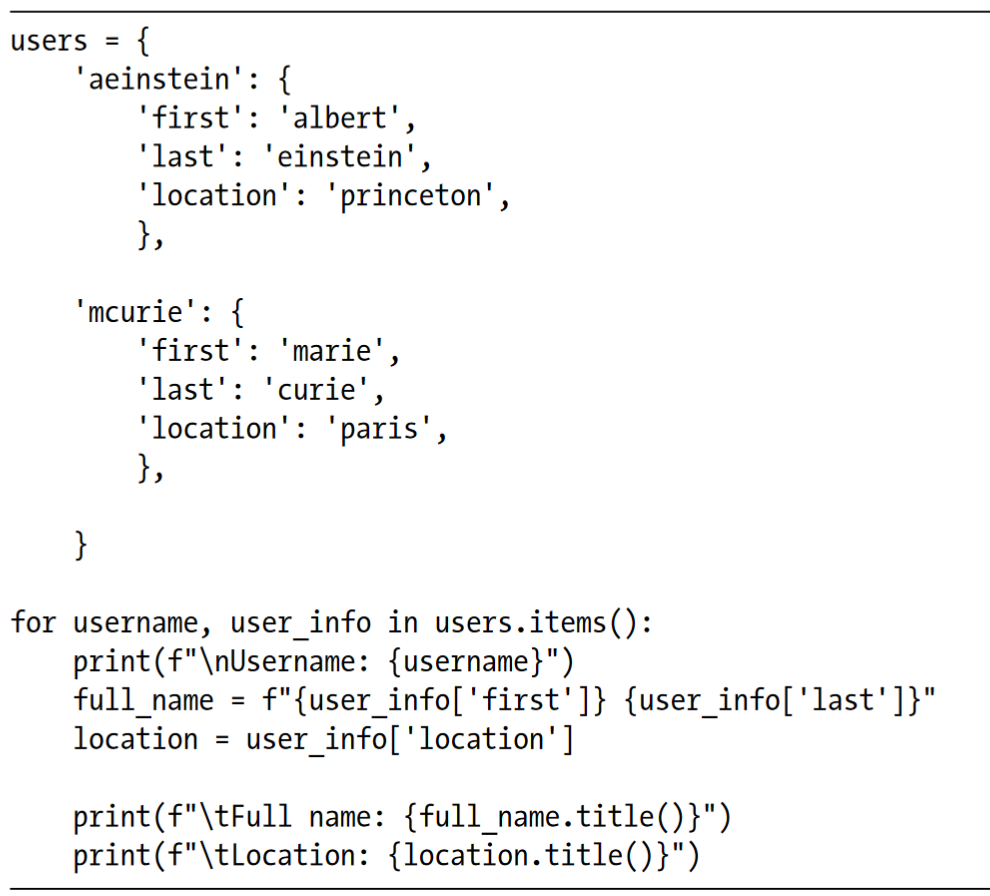 users = {
    'aeinstein': {
        'first': 'albert',
        'last': 'einstein',
        'location': 'princeton',
        },

    'mcurie': {
        'first': 'marie',
        'last': 'curie',
        'location': 'paris',
        },

    }

for username, user_info in users.items():
    print(f"\nUsername: {username}")
    full_name = f"{user_info['first']} {user_info['last']}"
    location = user_info['location']

    print(f"\tFull name: {full_name.title()}")
    print(f"\tLocation: {location.title()}")